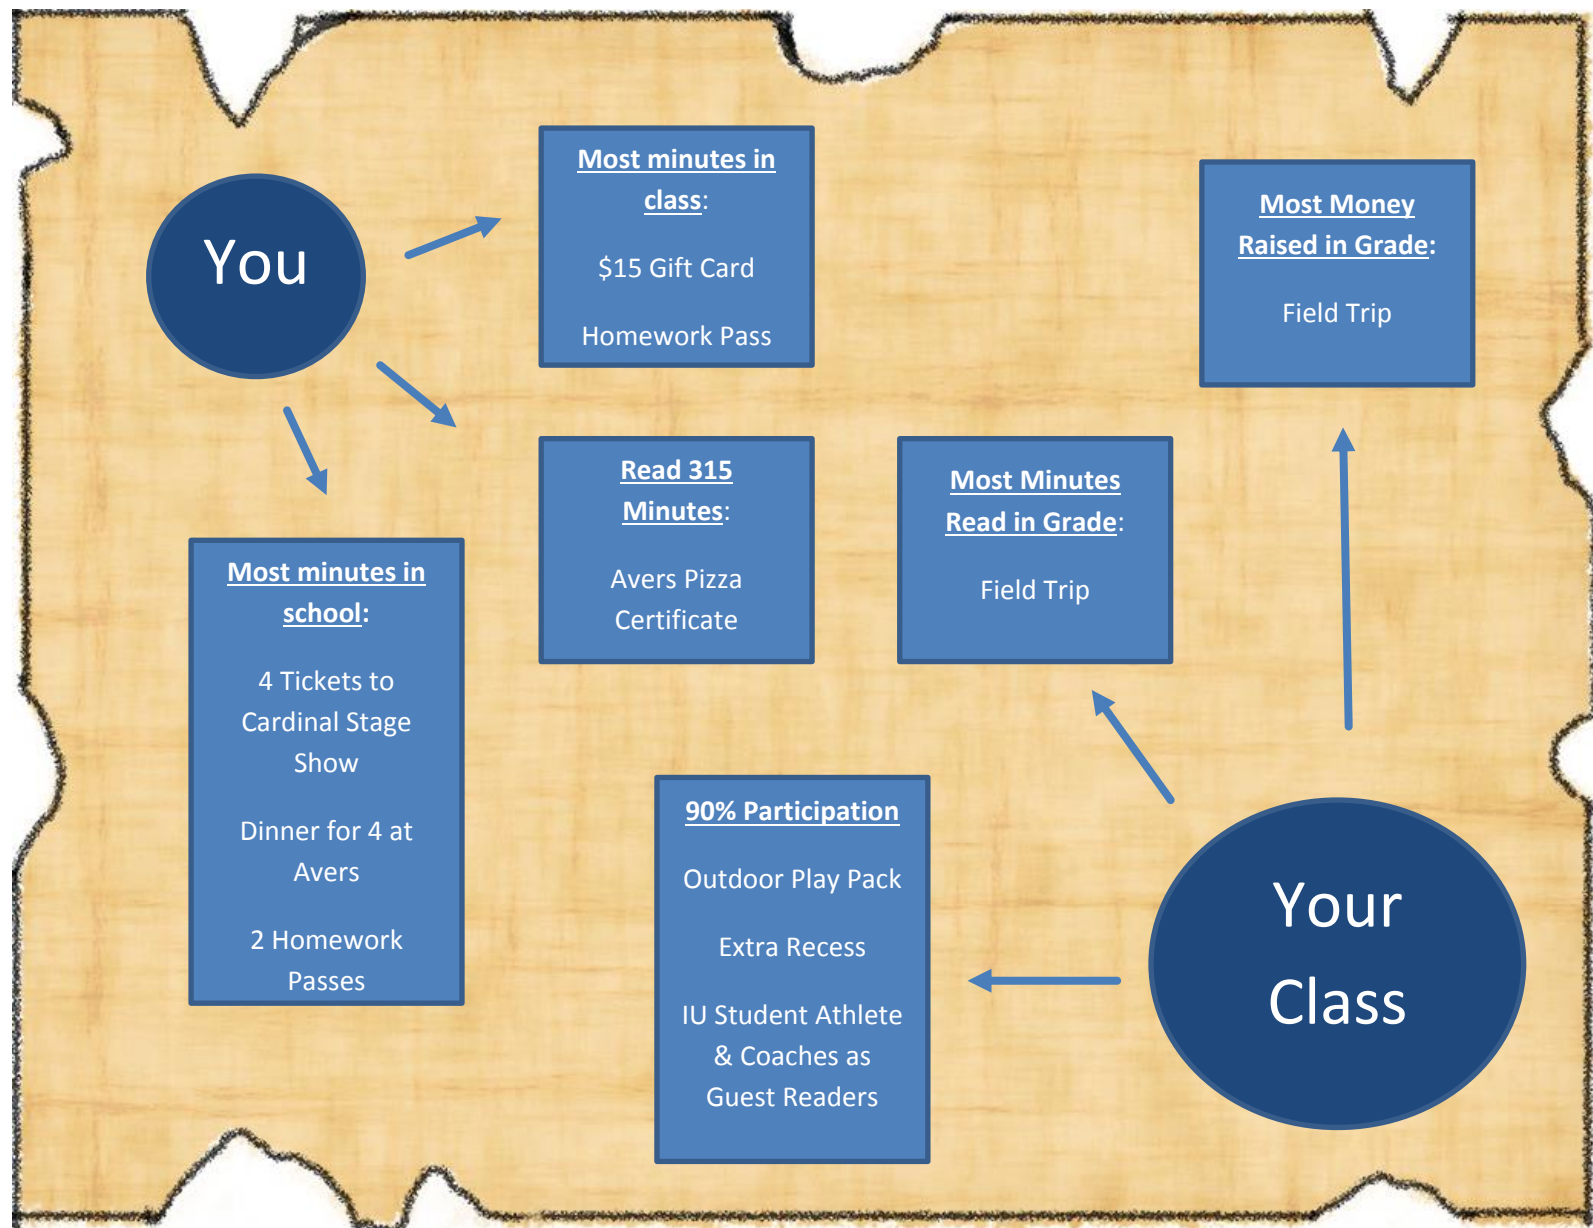 You
Most minutes in
class:
$15 Gift Card
Homework Pass
Read 315
Minutes:
Avers Pizza
Certificate
Most minutes in
school:
4 Tickets to
Cardinal Stage
Show
Dinner for 4 at
Avers
2 Homework
Passes
Most Money
Raised in Grade:
Field Trip
Most Minutes
Read in Grade:
Field Trip
90% Participation
Outdoor Play Pack
Extra Recess
IU Student Athlete
& Coaches as
Guest Readers
Your
Class